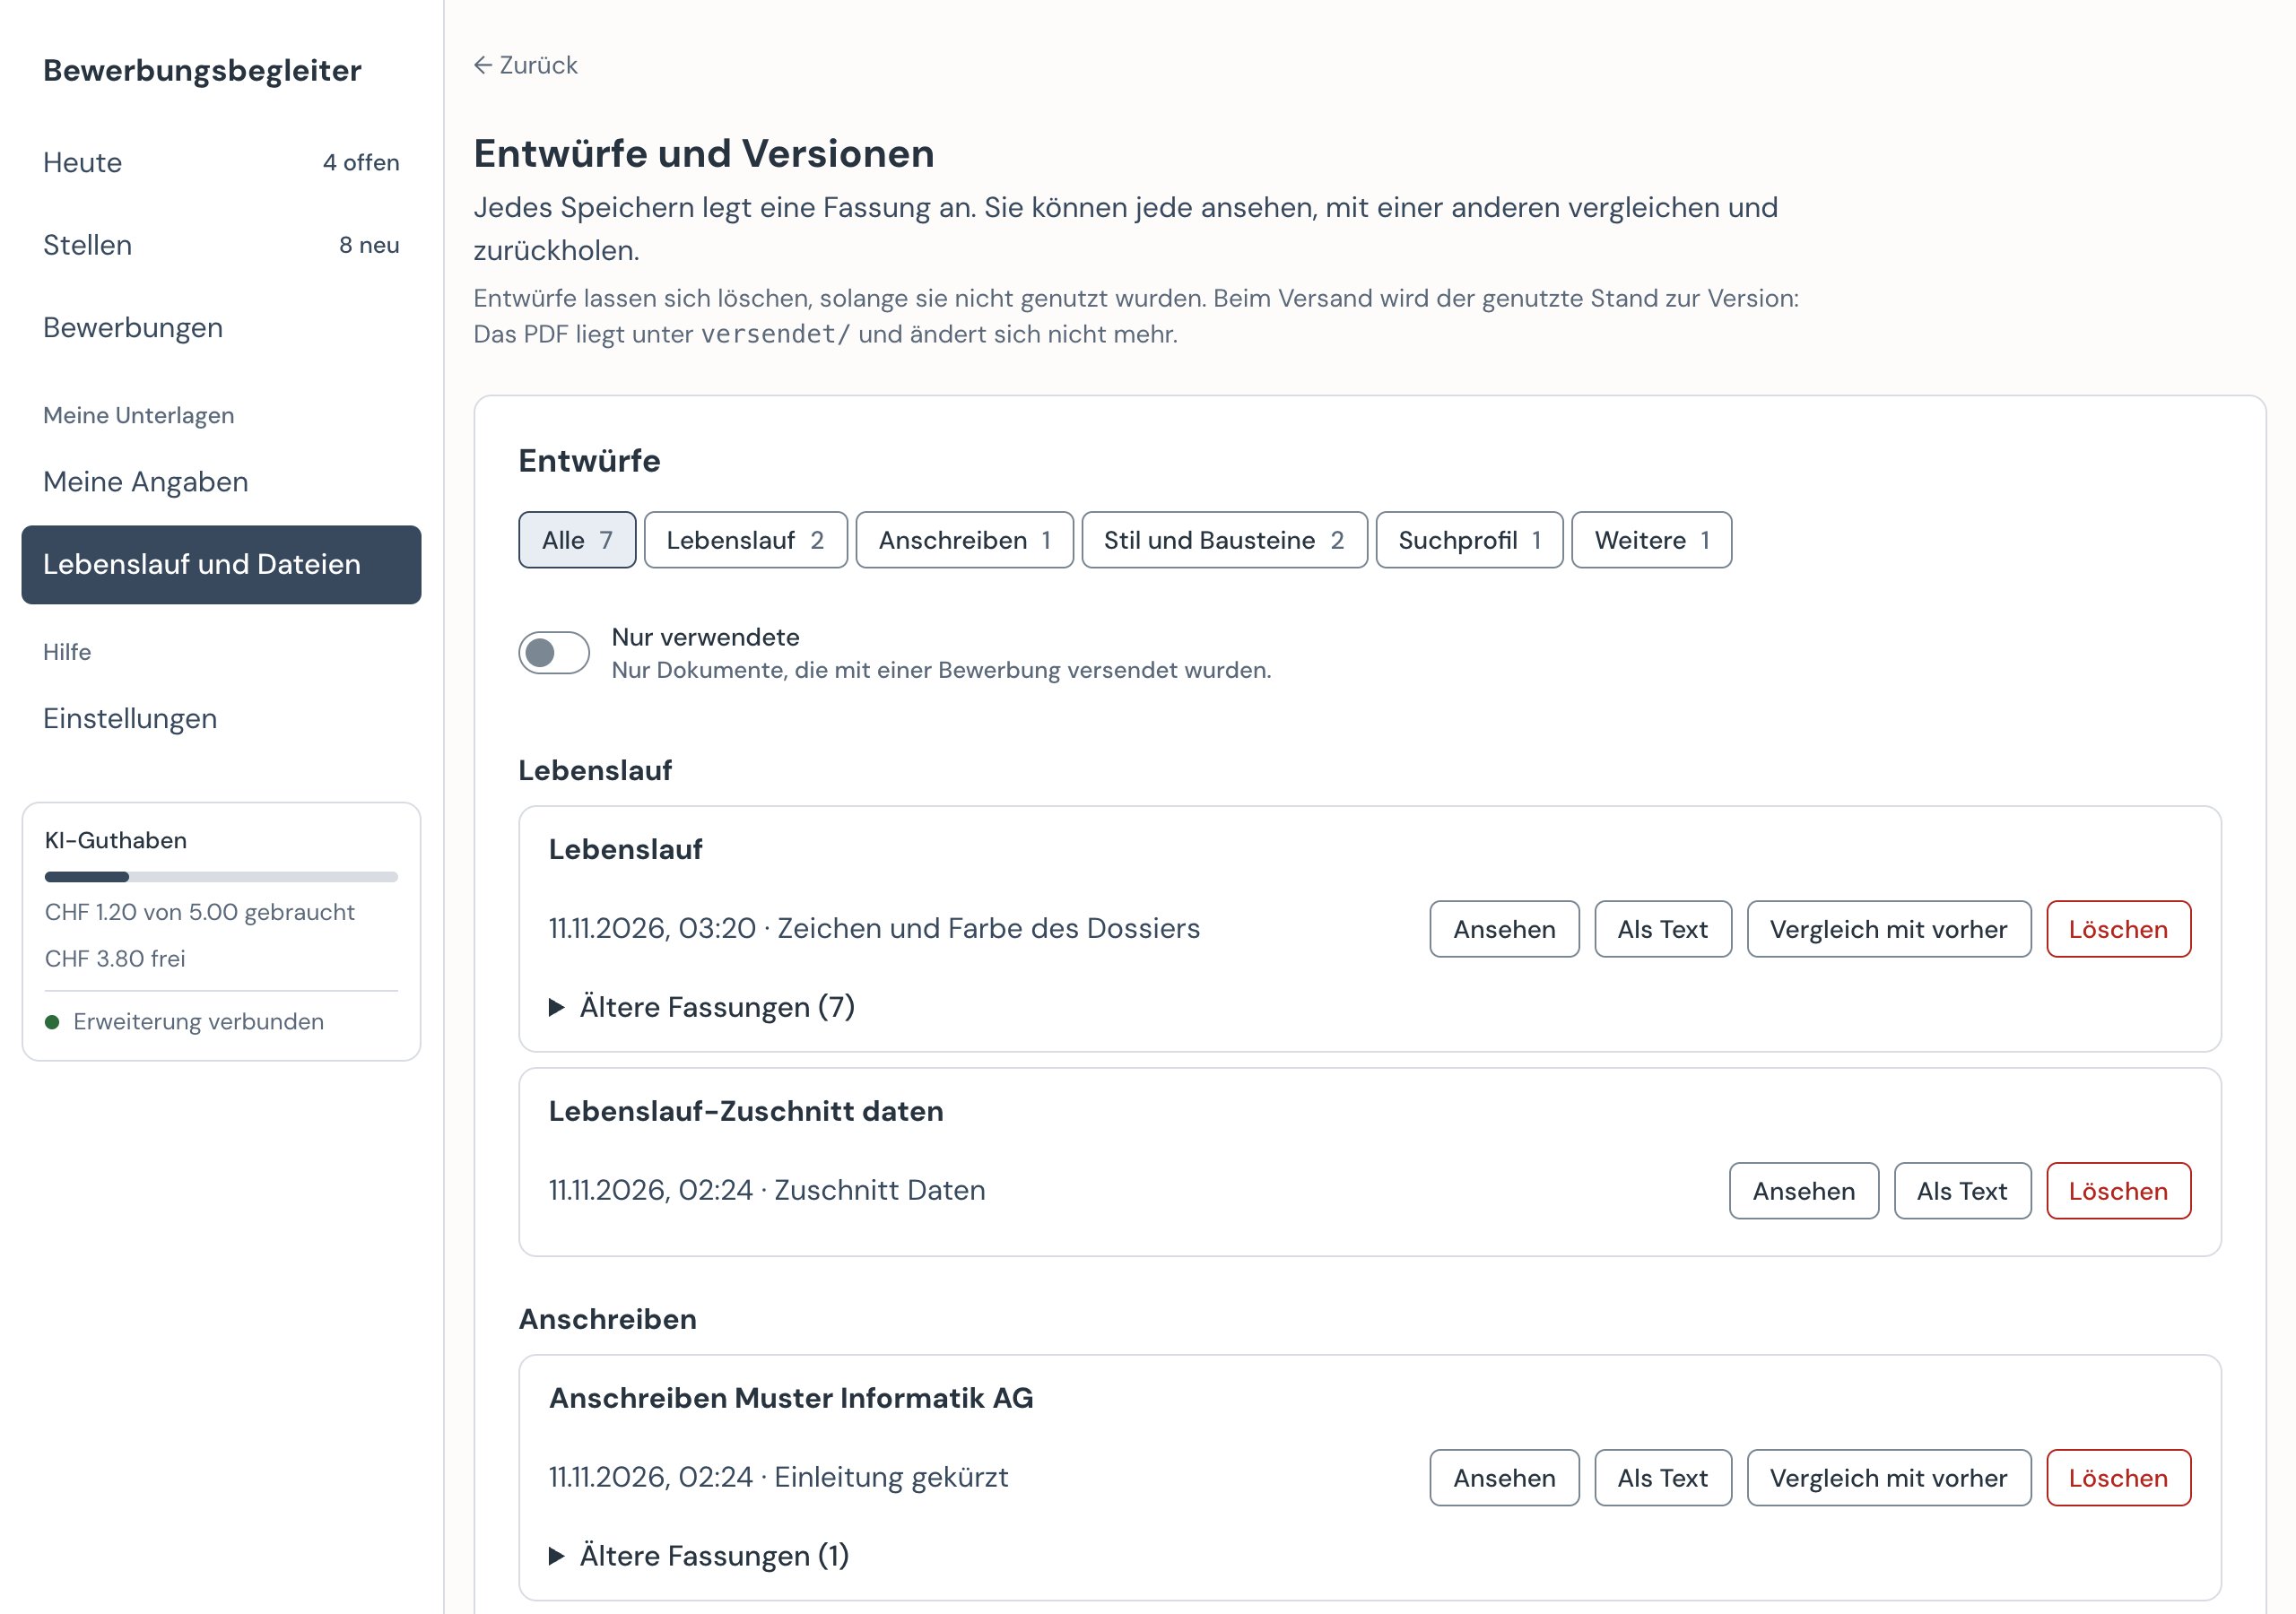 Bewerbungsbegleiter
Heute 4 offen
Stellen 8 neu
Bewerbungen
Meine Unterlagen
Meine Angaben
Lebenslauf und Dateien
Hilfe
Einstellungen
KI-Guthaben
CHF 1.20 von 5.00 gebraucht
CHF 3.80 frei
Erweiterung verbunden
← Zurück
Entwürfe und Versionen
Jedes Speichern legt eine Fassung an. Sie können jede ansehen, mit einer anderen vergleichen und
zurückholen.
Entwürfe lassen sich löschen, solange sie nicht genutzt wurden. Beim Versand wird der genutzte Stand zur Version:
Das PDF liegt unter versendet/ und ändert sich nicht mehr.
Entwürfe
Alle 7 Lebenslauf 2 Anschreiben 1 Stil und Bausteine 2 Suchprofil 1 Weitere 1
Nur verwendete
Nur Dokumente, die mit einer Bewerbung versendet wurden.
Lebenslauf
Lebenslauf
11.11.2026, 03:20 · Zeichen und Farbe des Dossiers Ansehen Als Text Vergleich mit vorher Löschen
▶ Ältere Fassungen (7)
Lebenslauf-Zuschnitt daten
11.11.2026, 02:24 · Zuschnitt Daten Ansehen Als Text Löschen
Anschreiben
Anschreiben Muster Informatik AG
11.11.2026, 02:24 · Einleitung gekürzt Ansehen Als Text Vergleich mit vorher Löschen
▶ Ältere Fassungen (1)